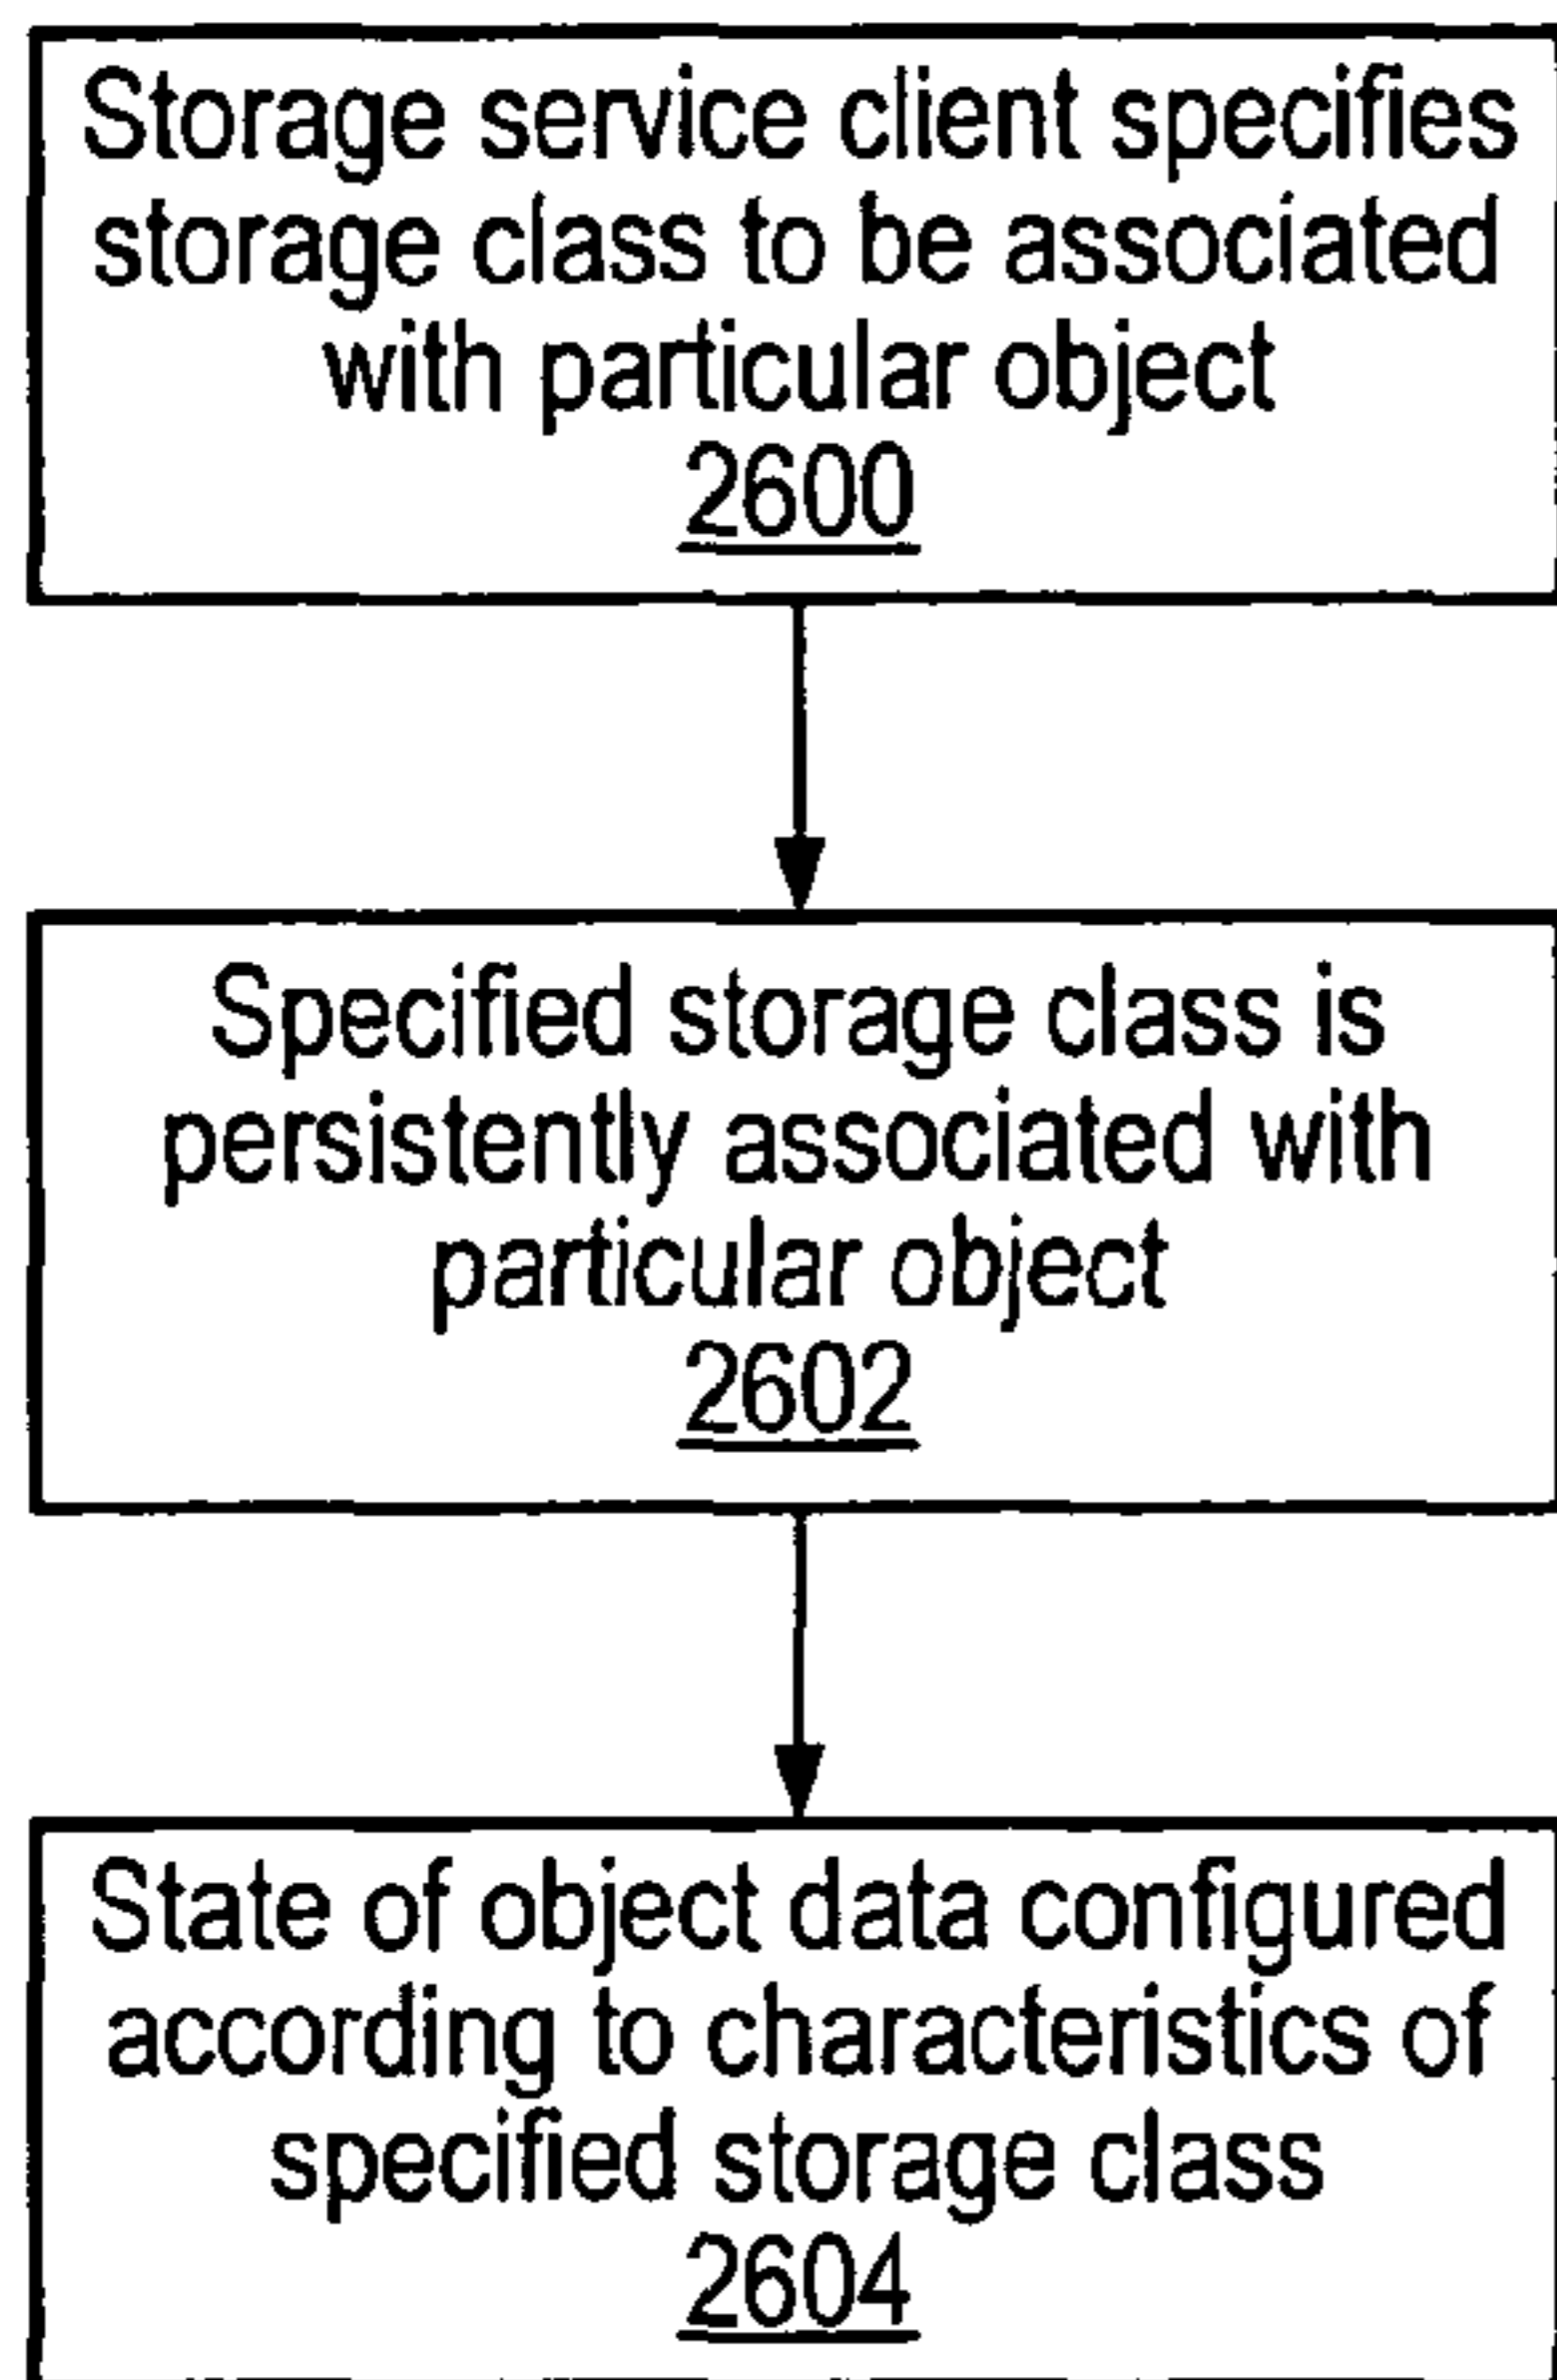 Storage service client specifies
storage class to be associated
with particular object
2600
Specified storage class is
persistently associated with
particular object
2602
State of object data configured
according to characteristics of
specified storage class
2604